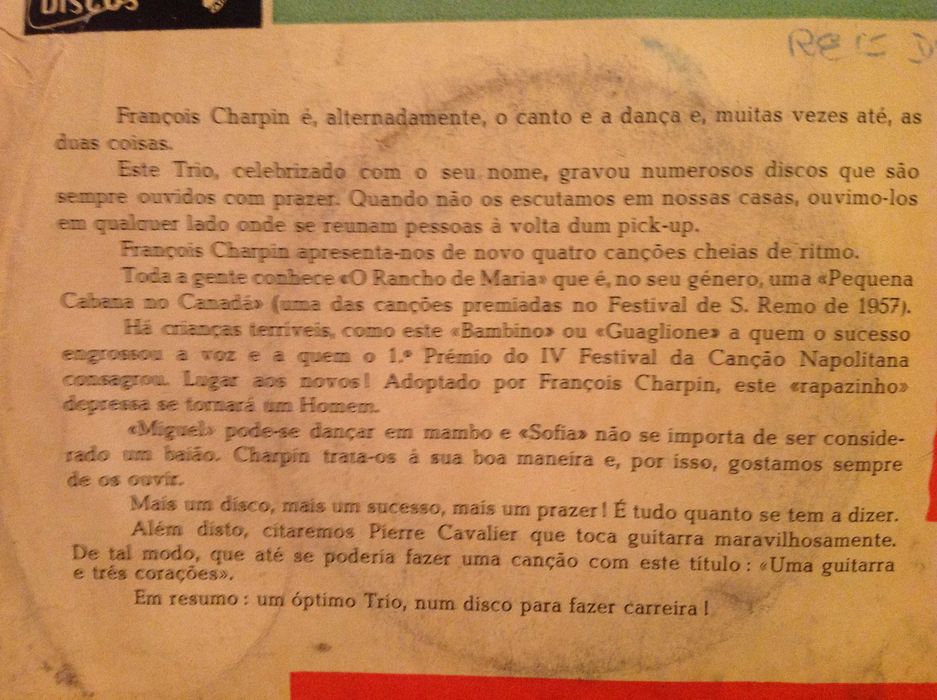 DISCOS
REIS D
François Charpin é, alternadamente, o canto e a dança e, muitas vezes até, as
duas coisas.
Este Trio, celebrizado com o seu nome, gravou numerosos discos que são
sempre ouvidos com prazer. Quando não os escutamos em nossas casas, ouvimo-los
em qualquer lado onde se reunam pessoas à volta dum pick-up.
François Charpin apresenta-nos de novo quatro canções cheias de ritmo.
Toda a gente conhece «O Rancho de Maria» que é, no seu género, uma «Pequena
Cabana no Canadá» (uma das canções premiadas no Festival de S. Remo de 1957).
Há crianças terríveis, como este «Bambino» ou «Guaglione» a quem o sucesso
engrossou a voz e a quem o 1.º Prémio do IV Festival da Canção Napolitana
consagrou. Lugar aos novos! Adoptado por François Charpin, este «rapazinho»
depressa se tornará um Homem.
«Miguel» pode-se dançar em mambo e «Sofia» não se importa de ser conside-
rado um baião. Charpin trata-os à sua boa maneira e, por isso, gostamos sempre
de os ouvir.
Mais um disco, mais um sucesso, mais um prazer! É tudo quanto se tem a dizer.
Além disto, citaremos Pierre Cavalier que toca guitarra maravilhosamente.
De tal modo, que até se poderia fazer uma canção com este título: «Uma guitarra
e três corações».
Em resumo: um óptimo Trio, num disco para fazer carreira!